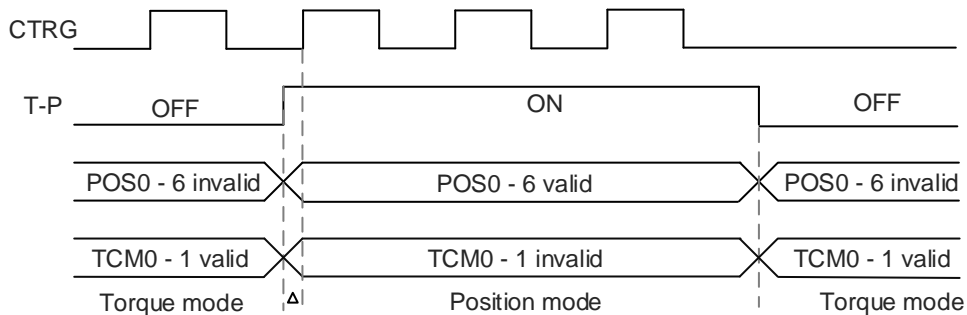 CTRG
T-P
OFF
ON
OFF
POS0 - 6 invalid
POS0 - 6 valid
POS0 - 6 invalid
TCM0 - 1 valid
TCM0 - 1 invalid
TCM0 - 1 valid
Torque mode
Δ
Position mode
Torque mode